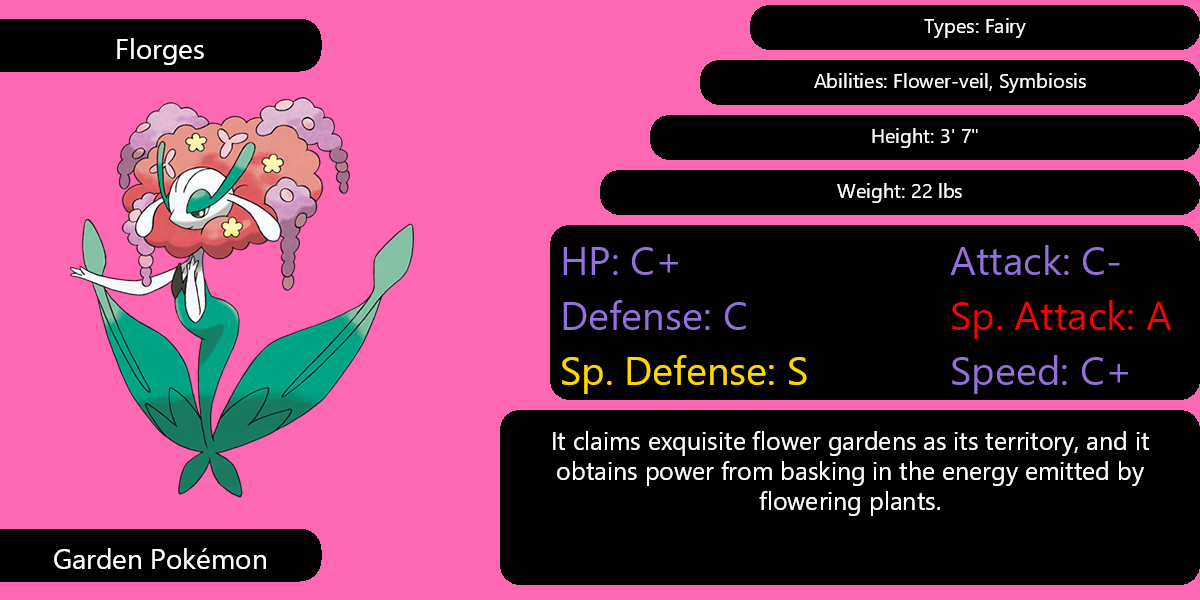 Florges
Types: Fairy
Abilities: Flower-veil, Symbiosis
Height: 3' 7"
Weight: 22 lbs
HP: C+
Attack: C-
Defense: C
Sp. Attack: A
Sp. Defense: S
Speed: C+
It claims exquisite flower gardens as its territory, and it
obtains power from basking in the energy emitted by
flowering plants.
Garden Pokémon